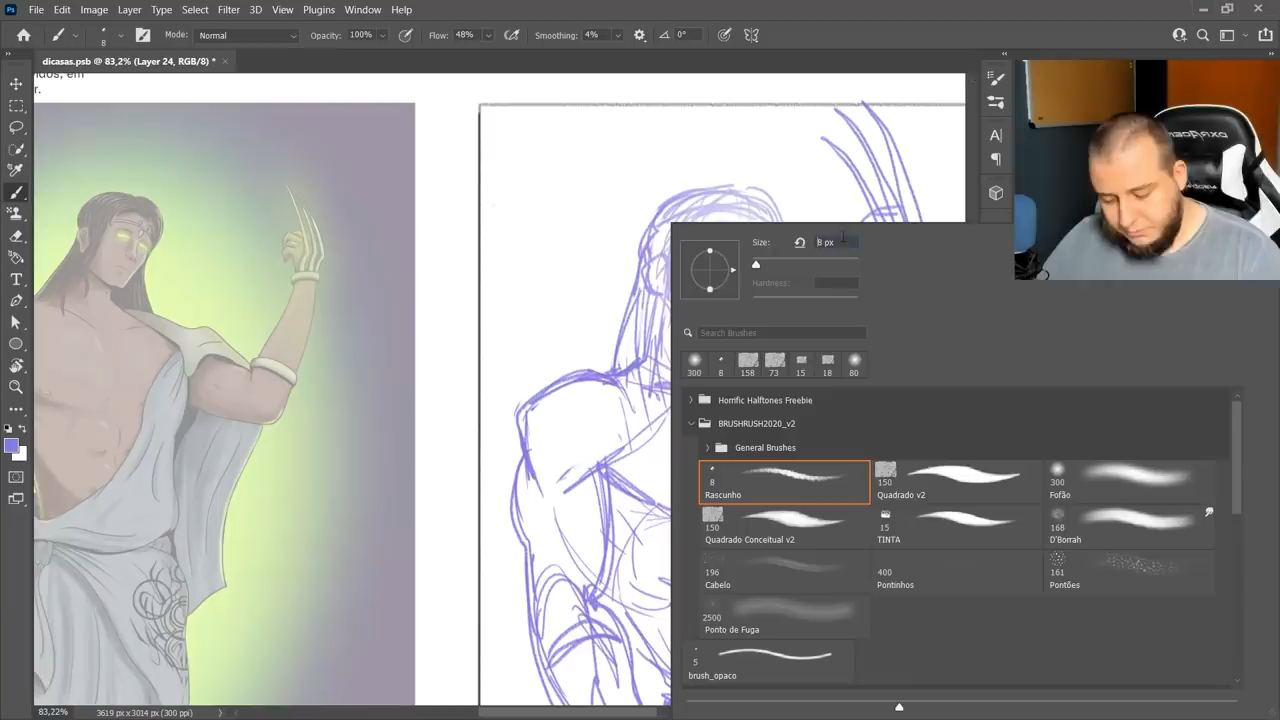 Ps File Edit Image Layer Type Select Filter 3D View Plugins Window Help
8 Mode: Normal Opacity: 100% Flow: 48% Smoothing: 4% 0°
dicasas.psb @ 83,2% (Layer 24, RGB/8) *
em
r.
Size: 8 px
Hardness:
Search Brushes
300 8 158 73 15 18 80
Horrific Halftones Freebie
BRUSHRUSH2020_v2
General Brushes
8 150 300
Rascunho Quadrado v2 Fofão
150 15 168
Quadrado Conceitual v2 TINTA D'Borrah
196 400 161
Cabelo Pontinhos Pontões
2500
Ponto de Fuga
5
brush_opaco
83,22% 3619 px x 3014 px (300 ppi)